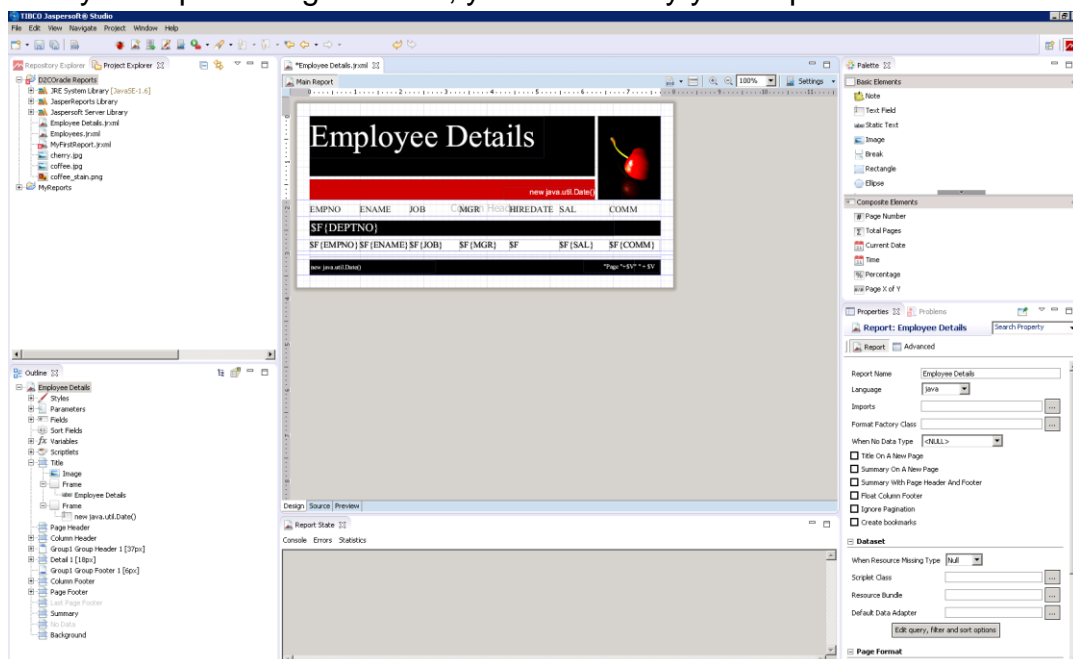 TIBCO Jaspersoft® Studio
File Edit View Navigate Project Window Help
Repository Explorer Project Explorer
D2COracle Reports
JRE System Library [JavaSE-1.6]
JasperReports Library
Jaspersoft Server Library
Employee Details.jrxml
Employees.jrxml
MyFirstReport.jrxml
cherry.jpg
coffee.jpg
coffee_stain.png
MyReports
Outline
Employee Details
Styles
Parameters
Fields
Sort Fields
fx Variables
Scriptlets
Title
Image
Frame
label Employee Details
Frame
new java.util.Date()
Page Header
Column Header
Group1 Group Header 1 [37px]
Detail 1 [18px]
Group1 Group Footer 1 [6px]
Column Footer
Page Footer
Last Page Footer
Summary
No Data
Background
*Employee Details.jrxml
Main Report
100% Settings
Employee Details
new java.util.Date()
EMPNO ENAME JOB MGR HIREDATE SAL COMM
$F{DEPTNO}
$F{EMPNO} $F{ENAME} $F{JOB} $F{MGR} $F $F{SAL} $F{COMM}
new java.util.Date() "Page "+$V{" "+ $V
Design Source Preview
Report State
Console Errors Statistics
Palette
Basic Elements
Note
Text Field
label Static Text
Image
Break
Rectangle
Ellipse
Composite Elements
# Page Number
Σ Total Pages
Current Date
Time
% Percentage
#/# Page X of Y
Properties Problems
Report: Employee Details Search Property
Report Advanced
Report Name Employee Details
Language Java
Imports ...
Format Factory Class ...
When No Data Type <NULL>
Title On A New Page
Summary On A New Page
Summary With Page Header And Footer
Float Column Footer
Ignore Pagination
Create bookmarks
Dataset
When Resource Missing Type Null
Scriplet Class ...
Resource Bundle ...
Default Data Adapter ...
Edit query, filter and sort options
Page Format